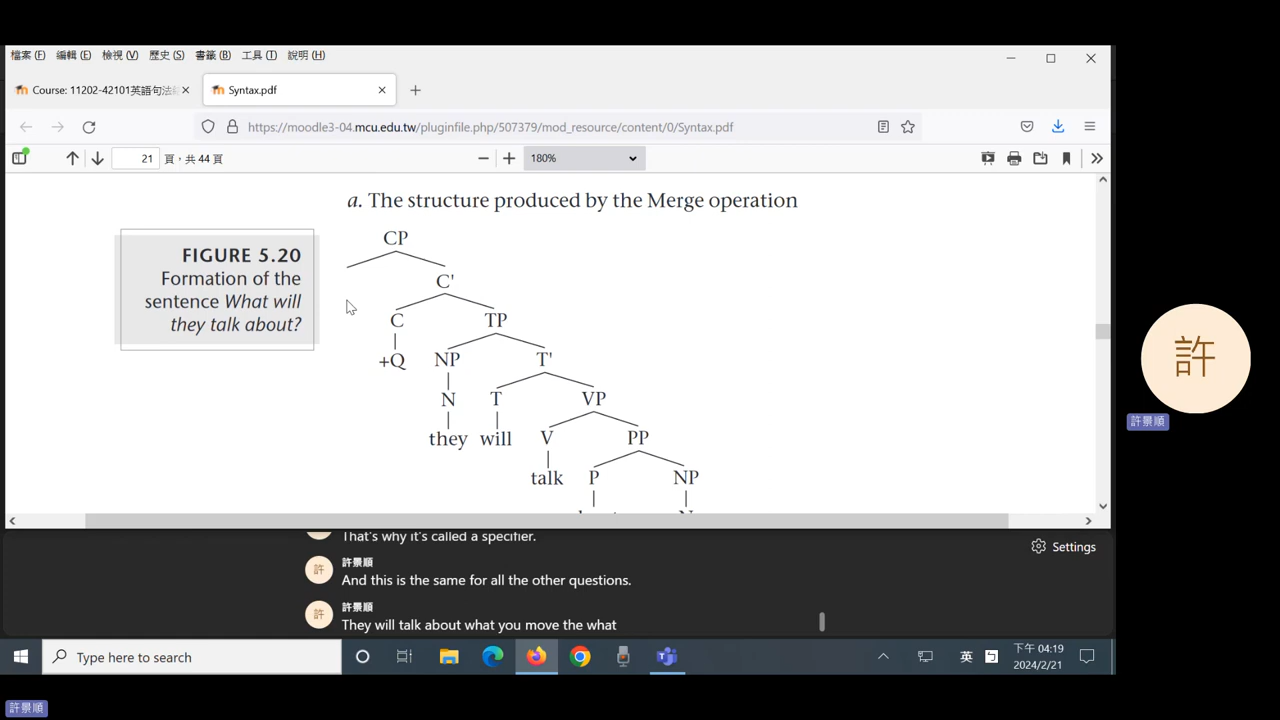 檔案 (F) 編輯 (E) 檢視 (V) 歷史 (S) 書籤 (B) 工具 (T) 說明 (H)
Course: 11202-42101英語句法 Syntax.pdf
https://moodle3-04.mcu.edu.tw/pluginfile.php/507379/mod_resource/content/0/Syntax.pdf
21 頁，共 44 頁 180%
a. The structure produced by the Merge operation
FIGURE 5.20
Formation of the
sentence What will
they talk about?
CP
C'
C TP
+Q NP T'
N T VP
they will V PP
talk P NP
許
許景順
That's why it's called a specifier.
許景順
許 And this is the same for all the other questions.
許景順
許 They will talk about what you move the what
Settings
Type here to search
英
下午 04:19
2024/2/21
許景順